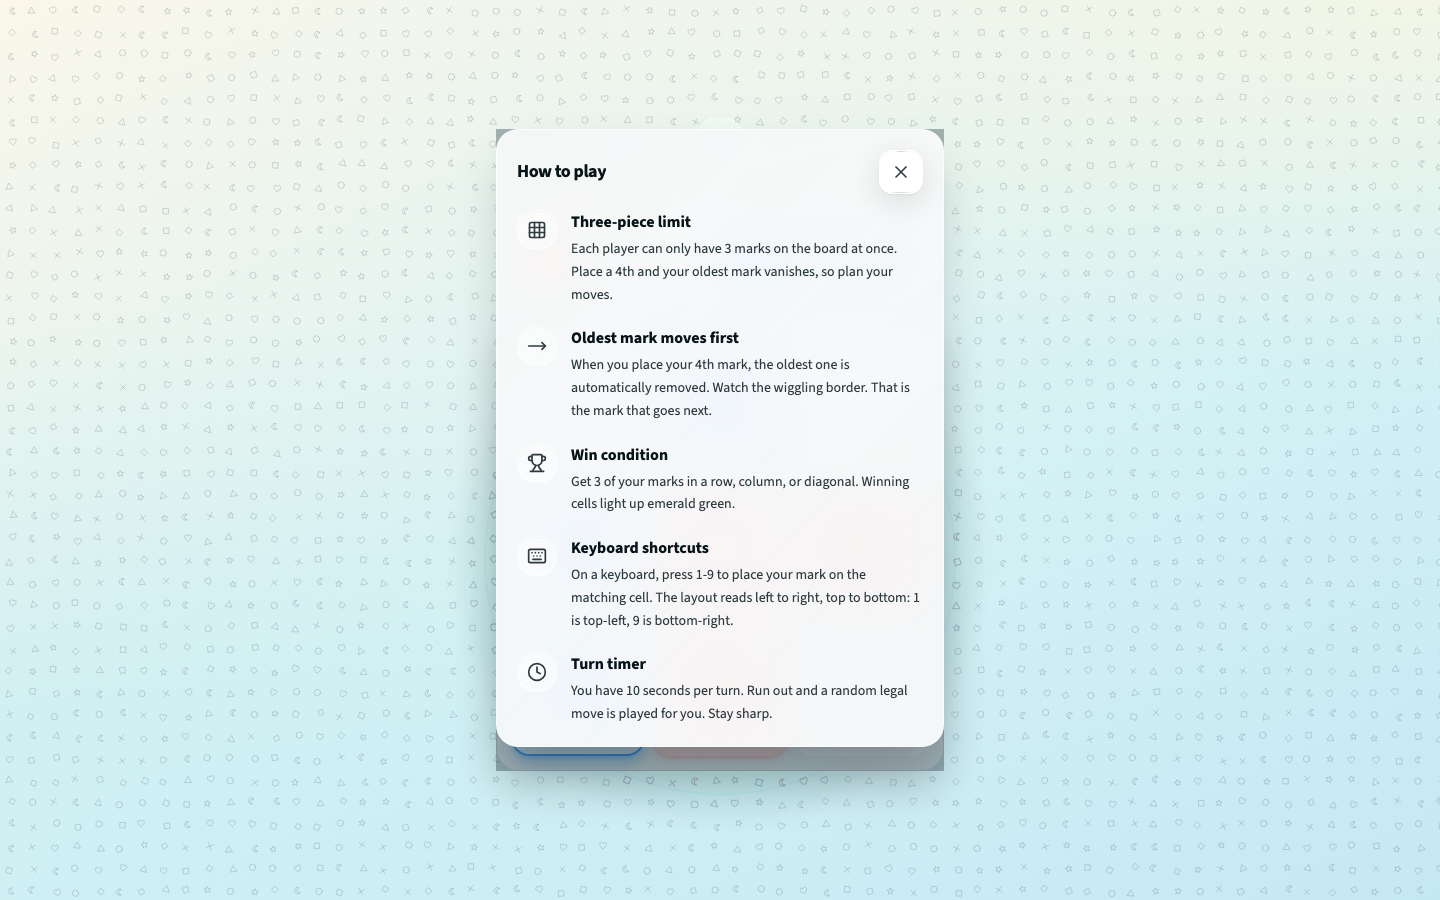 How to play
Three-piece limit
Each player can only have 3 marks on the board at once.
Place a 4th and your oldest mark vanishes, so plan your
moves.
Oldest mark moves first
When you place your 4th mark, the oldest one is
automatically removed. Watch the wiggling border. That is
the mark that goes next.
Win condition
Get 3 of your marks in a row, column, or diagonal. Winning
cells light up emerald green.
Keyboard shortcuts
On a keyboard, press 1-9 to place your mark on the
matching cell. The layout reads left to right, top to bottom: 1
is top-left, 9 is bottom-right.
Turn timer
You have 10 seconds per turn. Run out and a random legal
move is played for you. Stay sharp.